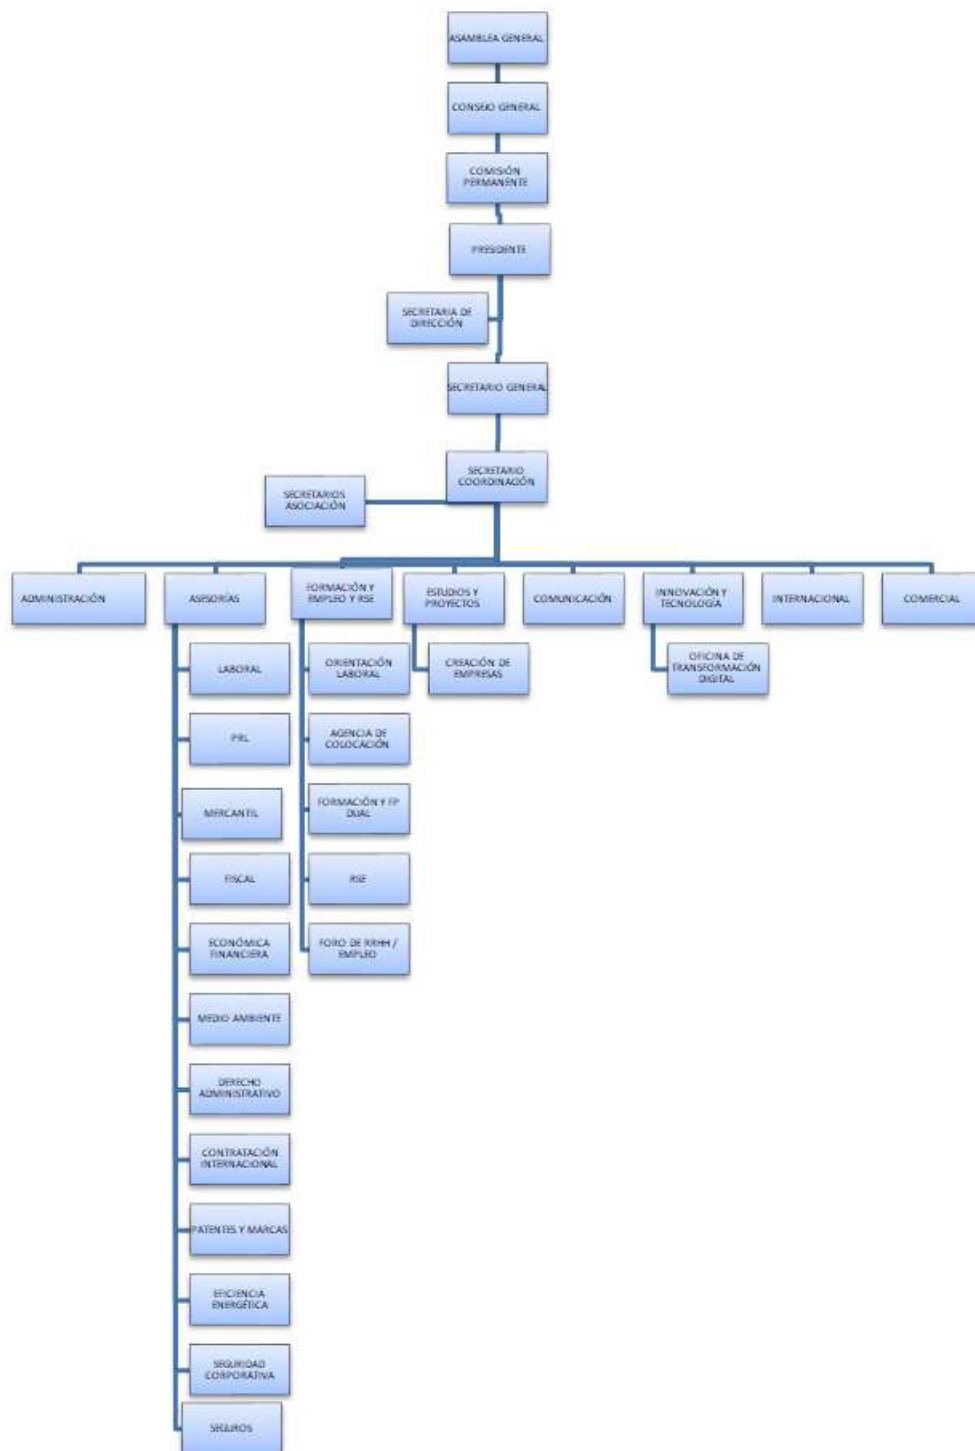 ASAMBLEA GENERAL
CONSEJO GENERAL
COMISIÓN
PERMANENTE
PRESIDENTE
SECRETARIA DE
DIRECCIÓN
SECRETARIO GENERAL
SECRETARIO
COORDINACIÓN
SECRETARIOS
ASOCIACIÓN
ADMINISTRACIÓN
ASESORÍAS
FORMACIÓN Y
EMPLEO Y RSE
ESTUDIOS Y
PROYECTOS
COMUNICACIÓN
INNOVACIÓN Y
TECNOLOGÍA
INTERNACIONAL
COMERCIAL
LABORAL
PRL
MERCANTIL
FISCAL
ECONÓMICA
FINANCIERA
MEDIO AMBIENTE
DERECHO
ADMINISTRATIVO
CONTRATACIÓN
INTERNACIONAL
PATENTES Y MARCAS
EFICIENCIA
ENERGÉTICA
SEGURIDAD
CORPORATIVA
SEGUROS
ORIENTACIÓN
LABORAL
AGENCIA DE
COLOCACIÓN
FORMACIÓN Y FP
DUAL
RSE
FORO DE RRHH /
EMPLEO
CREACIÓN DE
EMPRESAS
OFICINA DE
TRANSFORMACIÓN
DIGITAL